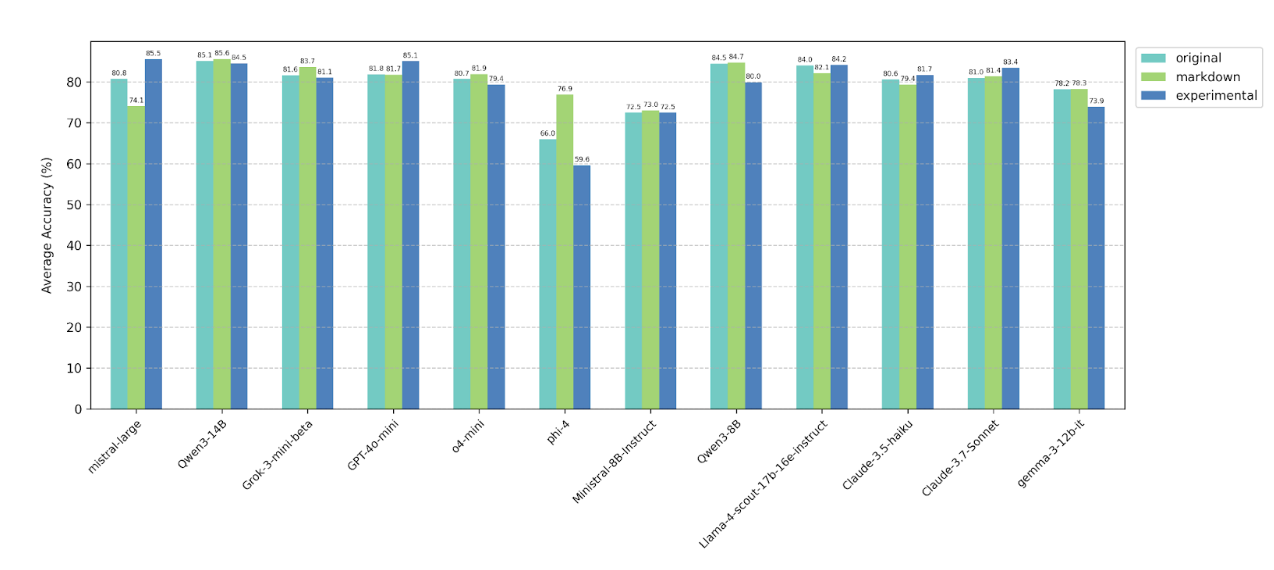 85.5
80.8
74.1
85.1
85.6
84.5
81.6
83.7
81.1
81.8
81.7
85.1
80.7
81.9
79.4
66.0
76.9
59.6
72.5
73.0
72.5
84.5
84.7
80.0
84.0
82.1
84.2
80.6
79.4
81.7
81.0
81.4
83.4
78.2
78.3
73.9
original
markdown
experimental
Average Accuracy (%)
80
70
60
50
40
30
20
10
0
mistral-large
Qwen3-14B
Grok-3-mini-beta
GPT-4o-mini
o4-mini
phi-4
Ministral-8B-Instruct
Qwen3-8B
Llama-4-scout-17b-16e-instruct
Claude-3.5-haiku
Claude-3.7-Sonnet
gemma-3-12b-it